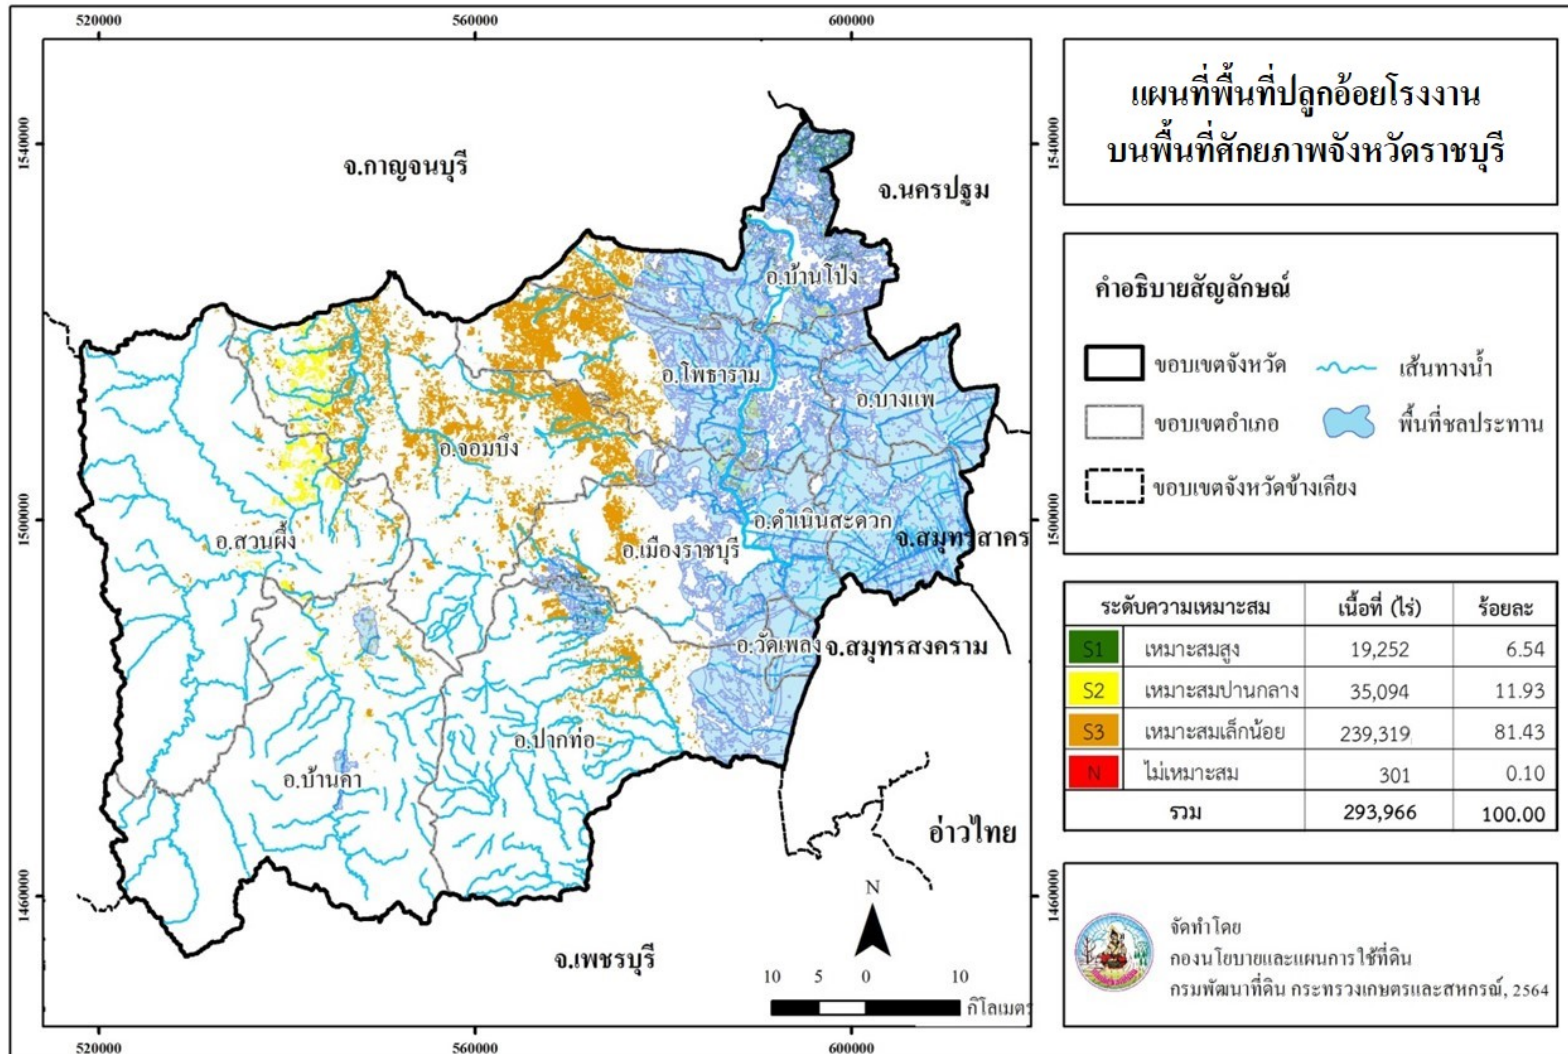 520000 560000 600000
แผนที่พื้นที่ปลูกอ้อยโรงงาน
บนพื้นที่ศักยภาพจังหวัดราชบุรี
1540000 1540000
จ.กาญจนบุรี
จ.นครปฐม
อ.บ้านโป่ง
อ.โพธาราม
อ.บางแพ
อ.จอมบึง
1500000 1500000
อ.ดำเนินสะดวก
จ.สมุทรสาคร
อ.สวนผึ้ง
อ.เมืองราชบุรี
อ.วัดเพลง
จ.สมุทรสงคราม
อ.ปากท่อ
อ.บ้านคา
อ่าวไทย
1460000 1460000
จ.เพชรบุรี
N
10 5 0 10
กิโลเมตร
520000 560000 600000
คำอธิบายสัญลักษณ์
ขอบเขตจังหวัด เส้นทางน้ำ
ขอบเขตอำเภอ พื้นที่ชลประทาน
ขอบเขตจังหวัดข้างเคียง
ระดับความเหมาะสม เนื้อที่ (ไร่) ร้อยละ
S1 เหมาะสมสูง 19,252 6.54
S2 เหมาะสมปานกลาง 35,094 11.93
S3 เหมาะสมเล็กน้อย 239,319 81.43
N ไม่เหมาะสม 301 0.10
รวม 293,966 100.00
จัดทำโดย
กองนโยบายและแผนการใช้ที่ดิน
กรมพัฒนาที่ดิน กระทรวงเกษตรและสหกรณ์, 2564